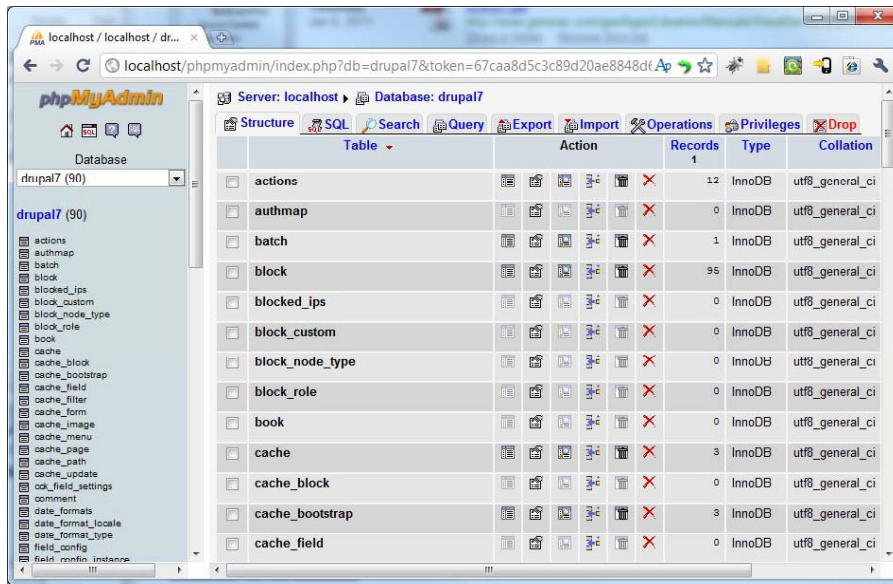 localhost / localhost / dr...
localhost/phpmyadmin/index.php?db=drupal7&token=67caa8d5c3c89d20ae8848d
phpMyAdmin
Database
drupal7 (90)
drupal7 (90)
actions
authmap
batch
block
blocked_ips
block_custom
block_node_type
block_role
book
cache
cache_block
cache_bootstrap
cache_field
cache_filter
cache_form
cache_image
cache_menu
cache_page
cache_path
cache_update
cck_field_settings
comment
date_formats
date_format_locale
date_format_type
field_config
field_config_instance
Server: localhost Database: drupal7
Structure SQL Search Query Export Import Operations Privileges Drop
Table Action Records Type Collation
1
actions 12 InnoDB utf8_general_ci
authmap 0 InnoDB utf8_general_ci
batch 1 InnoDB utf8_general_ci
block 95 InnoDB utf8_general_ci
blocked_ips 0 InnoDB utf8_general_ci
block_custom 0 InnoDB utf8_general_ci
block_node_type 0 InnoDB utf8_general_ci
block_role 0 InnoDB utf8_general_ci
book 0 InnoDB utf8_general_ci
cache 3 InnoDB utf8_general_ci
cache_block 0 InnoDB utf8_general_ci
cache_bootstrap 3 InnoDB utf8_general_ci
cache_field 0 InnoDB utf8_general_ci